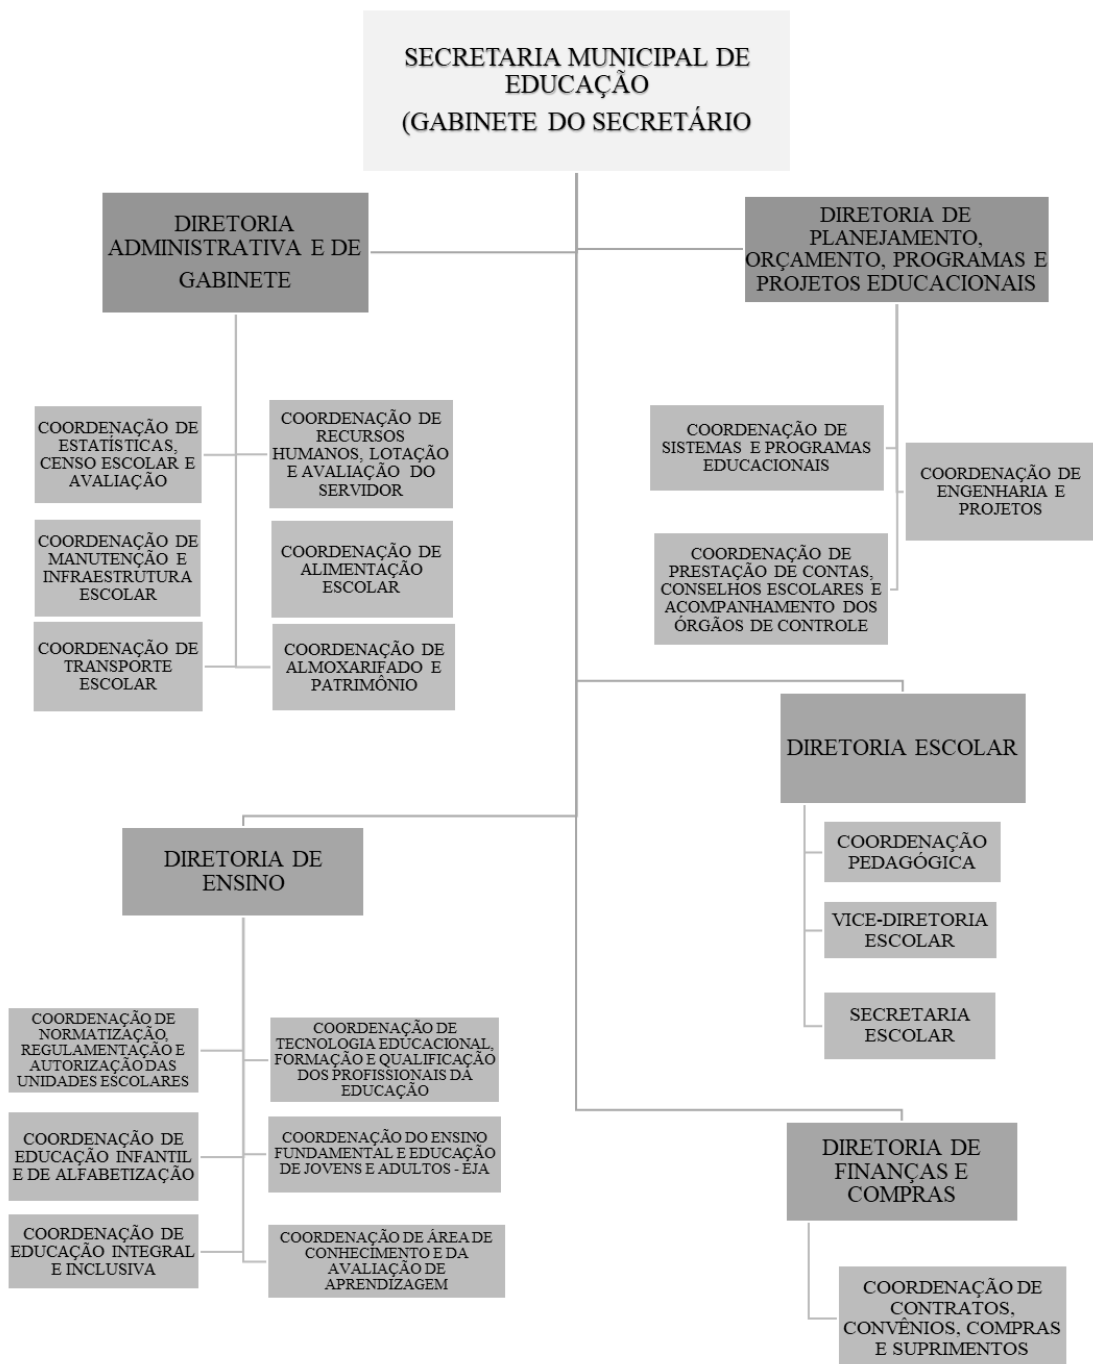 SECRETARIA MUNICIPAL DE
EDUCAÇÃO
(GABINETE DO SECRETÁRIO
DIRETORIA
ADMINISTRATIVA E DE
GABINETE
DIRETORIA DE
PLANEJAMENTO,
ORÇAMENTO, PROGRAMAS E
PROJETOS EDUCACIONAIS
COORDENAÇÃO DE
ESTATÍSTICAS,
CENSO ESCOLAR E
AVALIAÇÃO
COORDENAÇÃO DE
RECURSOS
HUMANOS, LOTAÇÃO
E AVALIAÇÃO DO
SERVIDOR
COORDENAÇÃO DE
MANUTENÇÃO E
INFRAESTRUTURA
ESCOLAR
COORDENAÇÃO DE
ALIMENTAÇÃO
ESCOLAR
COORDENAÇÃO DE
TRANSPORTE
ESCOLAR
COORDENAÇÃO DE
ALMOXARIFADO E
PATRIMÔNIO
COORDENAÇÃO DE
SISTEMAS E PROGRAMAS
EDUCACIONAIS
COORDENAÇÃO DE
ENGENHARIA E
PROJETOS
COORDENAÇÃO DE
PRESTAÇÃO DE CONTAS,
CONSELHOS ESCOLARES E
ACOMPANHAMENTO DOS
ÓRGÃOS DE CONTROLE
DIRETORIA ESCOLAR
COORDENAÇÃO
PEDAGÓGICA
VICE-DIRETORIA
ESCOLAR
SECRETARIA
ESCOLAR
DIRETORIA DE
ENSINO
COORDENAÇÃO DE
NORMATIZAÇÃO,
REGULAMENTAÇÃO E
AUTORIZAÇÃO DAS
UNIDADES ESCOLARES
COORDENAÇÃO DE
TECNOLOGIA EDUCACIONAL,
FORMAÇÃO E QUALIFICAÇÃO
DOS PROFISSIONAIS DA
EDUCAÇÃO
COORDENAÇÃO DE
EDUCAÇÃO INFANTIL
E DE ALFABETIZAÇÃO
COORDENAÇÃO DO ENSINO
FUNDAMENTAL E EDUCAÇÃO
DE JOVENS E ADULTOS - EJA
COORDENAÇÃO DE
EDUCAÇÃO INTEGRAL
E INCLUSIVA
COORDENAÇÃO DE ÁREA DE
CONHECIMENTO E DA
AVALIAÇÃO DE
APRENDIZAGEM
DIRETORIA DE
FINANÇAS E
COMPRAS
COORDENAÇÃO DE
CONTRATOS,
CONVÊNIOS, COMPRAS
E SUPRIMENTOS